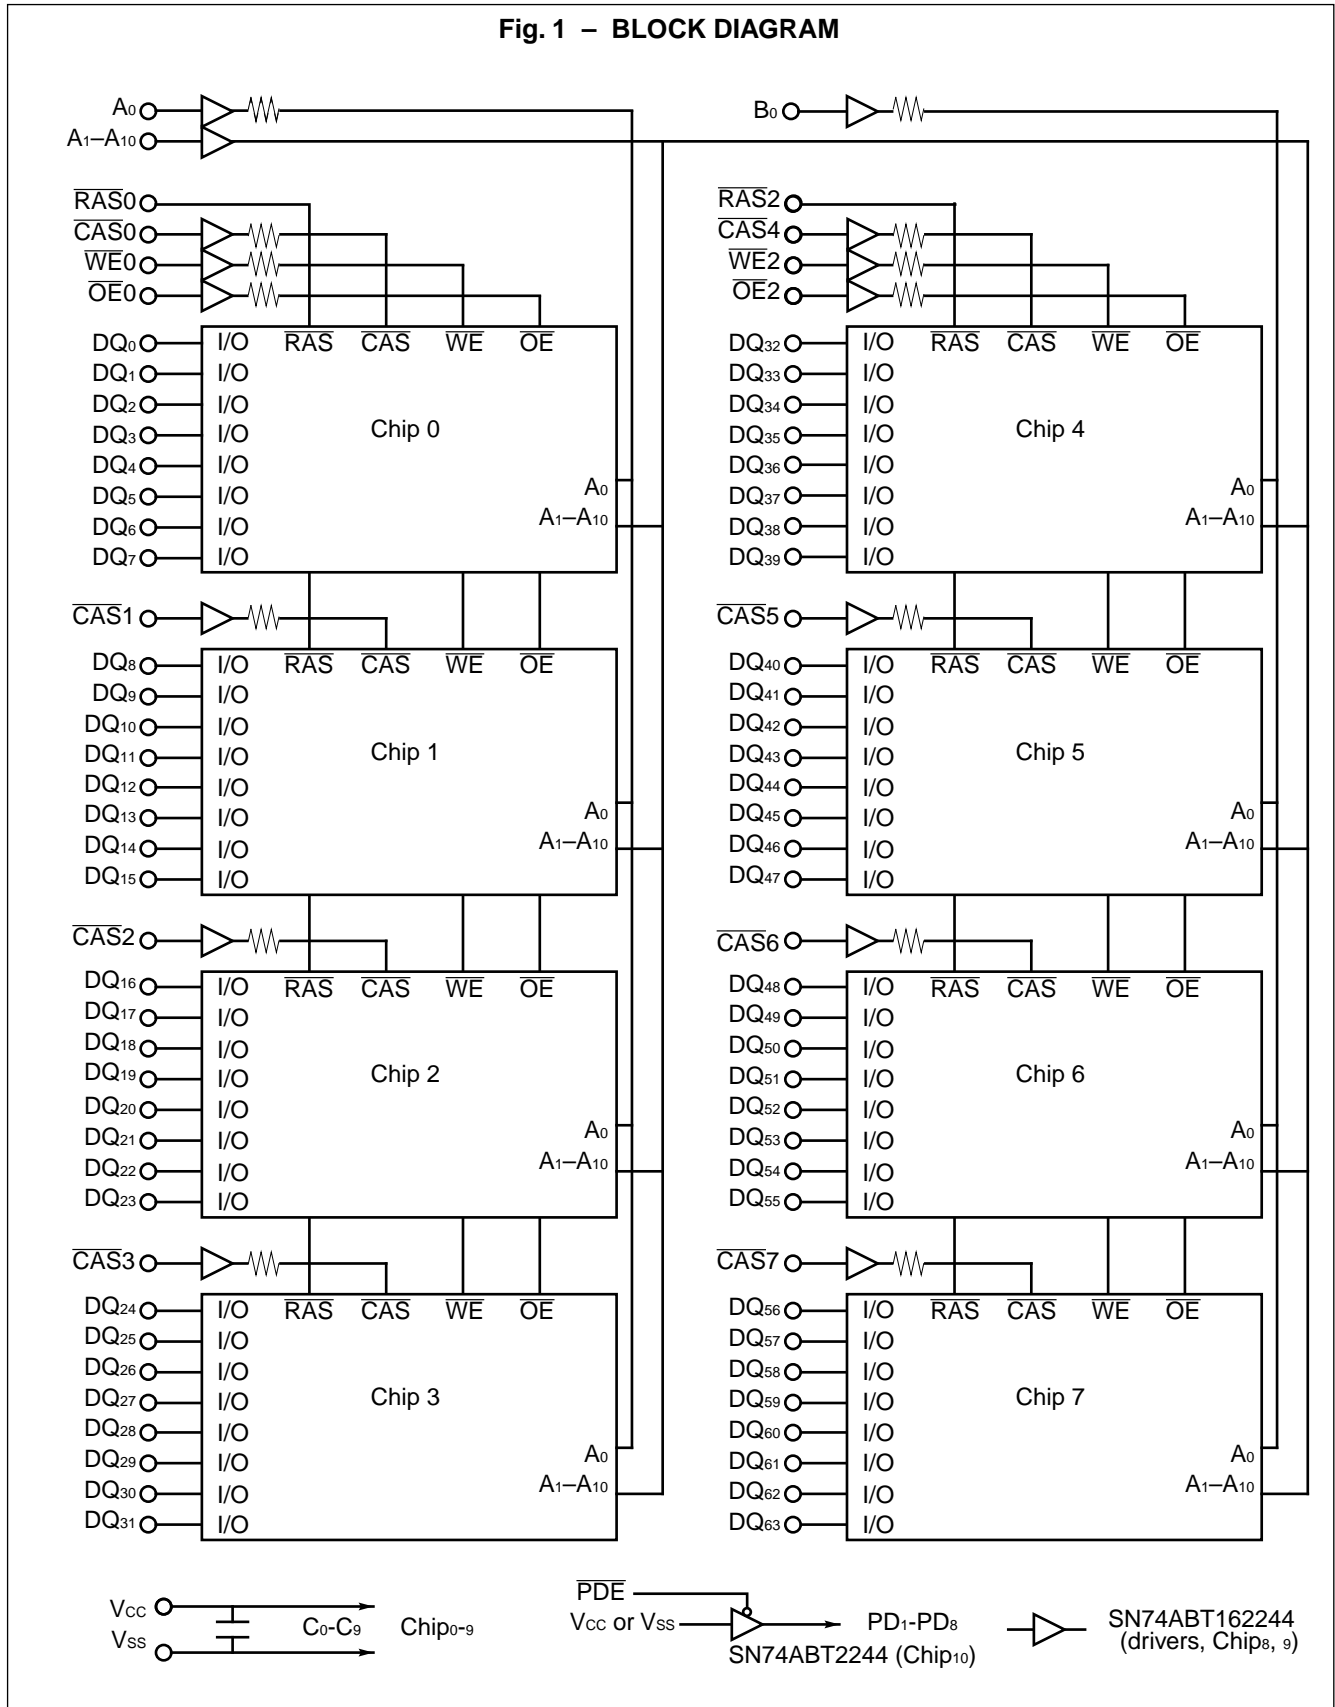 Fig. 1 – BLOCK DIAGRAM
A0
A1–A10
RAS0
CAS0
WE0
OE0
DQ0 I/O RAS CAS WE OE
DQ1 I/O
DQ2 I/O
DQ3 I/O Chip 0
DQ4 I/O
DQ5 I/O A0
DQ6 I/O A1–A10
DQ7 I/O
CAS1
DQ8 I/O RAS CAS WE OE
DQ9 I/O
DQ10 I/O
DQ11 I/O Chip 1
DQ12 I/O
DQ13 I/O A0
DQ14 I/O A1–A10
DQ15 I/O
CAS2
DQ16 I/O RAS CAS WE OE
DQ17 I/O
DQ18 I/O
DQ19 I/O Chip 2
DQ20 I/O
DQ21 I/O A0
DQ22 I/O A1–A10
DQ23 I/O
CAS3
DQ24 I/O RAS CAS WE OE
DQ25 I/O
DQ26 I/O
DQ27 I/O Chip 3
DQ28 I/O
DQ29 I/O A0
DQ30 I/O A1–A10
DQ31 I/O
B0
RAS2
CAS4
WE2
OE2
DQ32 I/O RAS CAS WE OE
DQ33 I/O
DQ34 I/O
DQ35 I/O Chip 4
DQ36 I/O
DQ37 I/O A0
DQ38 I/O A1–A10
DQ39 I/O
CAS5
DQ40 I/O RAS CAS WE OE
DQ41 I/O
DQ42 I/O
DQ43 I/O Chip 5
DQ44 I/O
DQ45 I/O A0
DQ46 I/O A1–A10
DQ47 I/O
CAS6
DQ48 I/O RAS CAS WE OE
DQ49 I/O
DQ50 I/O
DQ51 I/O Chip 6
DQ52 I/O
DQ53 I/O A0
DQ54 I/O A1–A10
DQ55 I/O
CAS7
DQ56 I/O RAS CAS WE OE
DQ57 I/O
DQ58 I/O
DQ59 I/O Chip 7
DQ60 I/O
DQ61 I/O A0
DQ62 I/O A1–A10
DQ63 I/O
VCC
VSS
C0-C9 Chip0-9
PDE
VCC or VSS PD1-PD8
SN74ABT2244 (Chip10)
SN74ABT162244
(drivers, Chip8, 9)